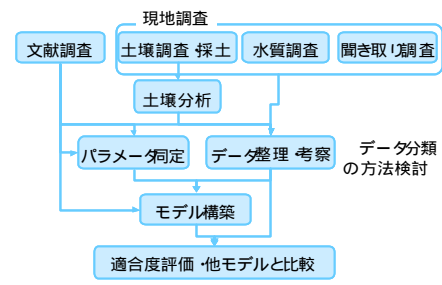 現地調査
文献調査
土壌調査・採土
水質調査
聞き取り調査
土壌分析
パラメータ同定
データ整理・考察
データ分類
の方法検討
モデル構築
適合度評価・他モデルと比較